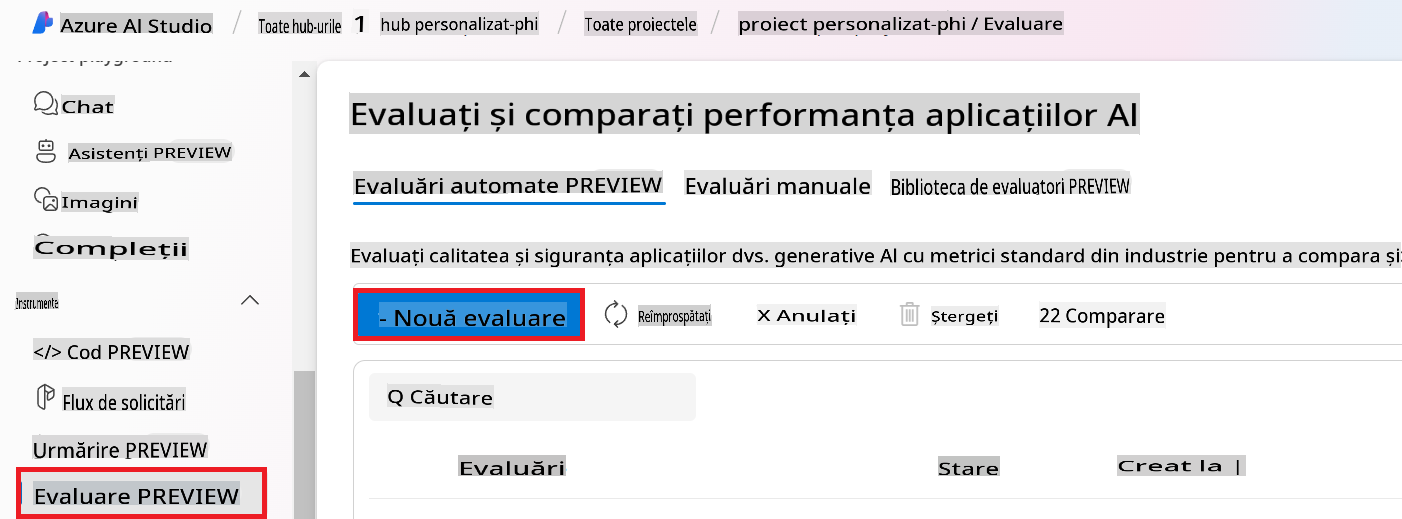 Azure AI Studio / Toate hub-urile 1 hub personalizat-phi / Toate proiectele / proiect personalizat-phi / Evaluare
Project playground
Chat
Asistenți PREVIEW
Imagini
Completii
Instrumente
</> Cod PREVIEW
Flux de solicitări
Urmărire PREVIEW
Evaluare PREVIEW
Evaluați și comparați performanța aplicațiilor Al
Evaluări automate PREVIEW Evaluări manuale Biblioteca de evaluatori PREVIEW
Evaluați calitatea și siguranța aplicațiilor dvs. generative Al cu metrici standard din industrie pentru a compara și
- Nouă evaluare Reîmprospătați X Anulați Ștergeți 22 Comparare
Q Căutare
Evaluări Stare Creat la |